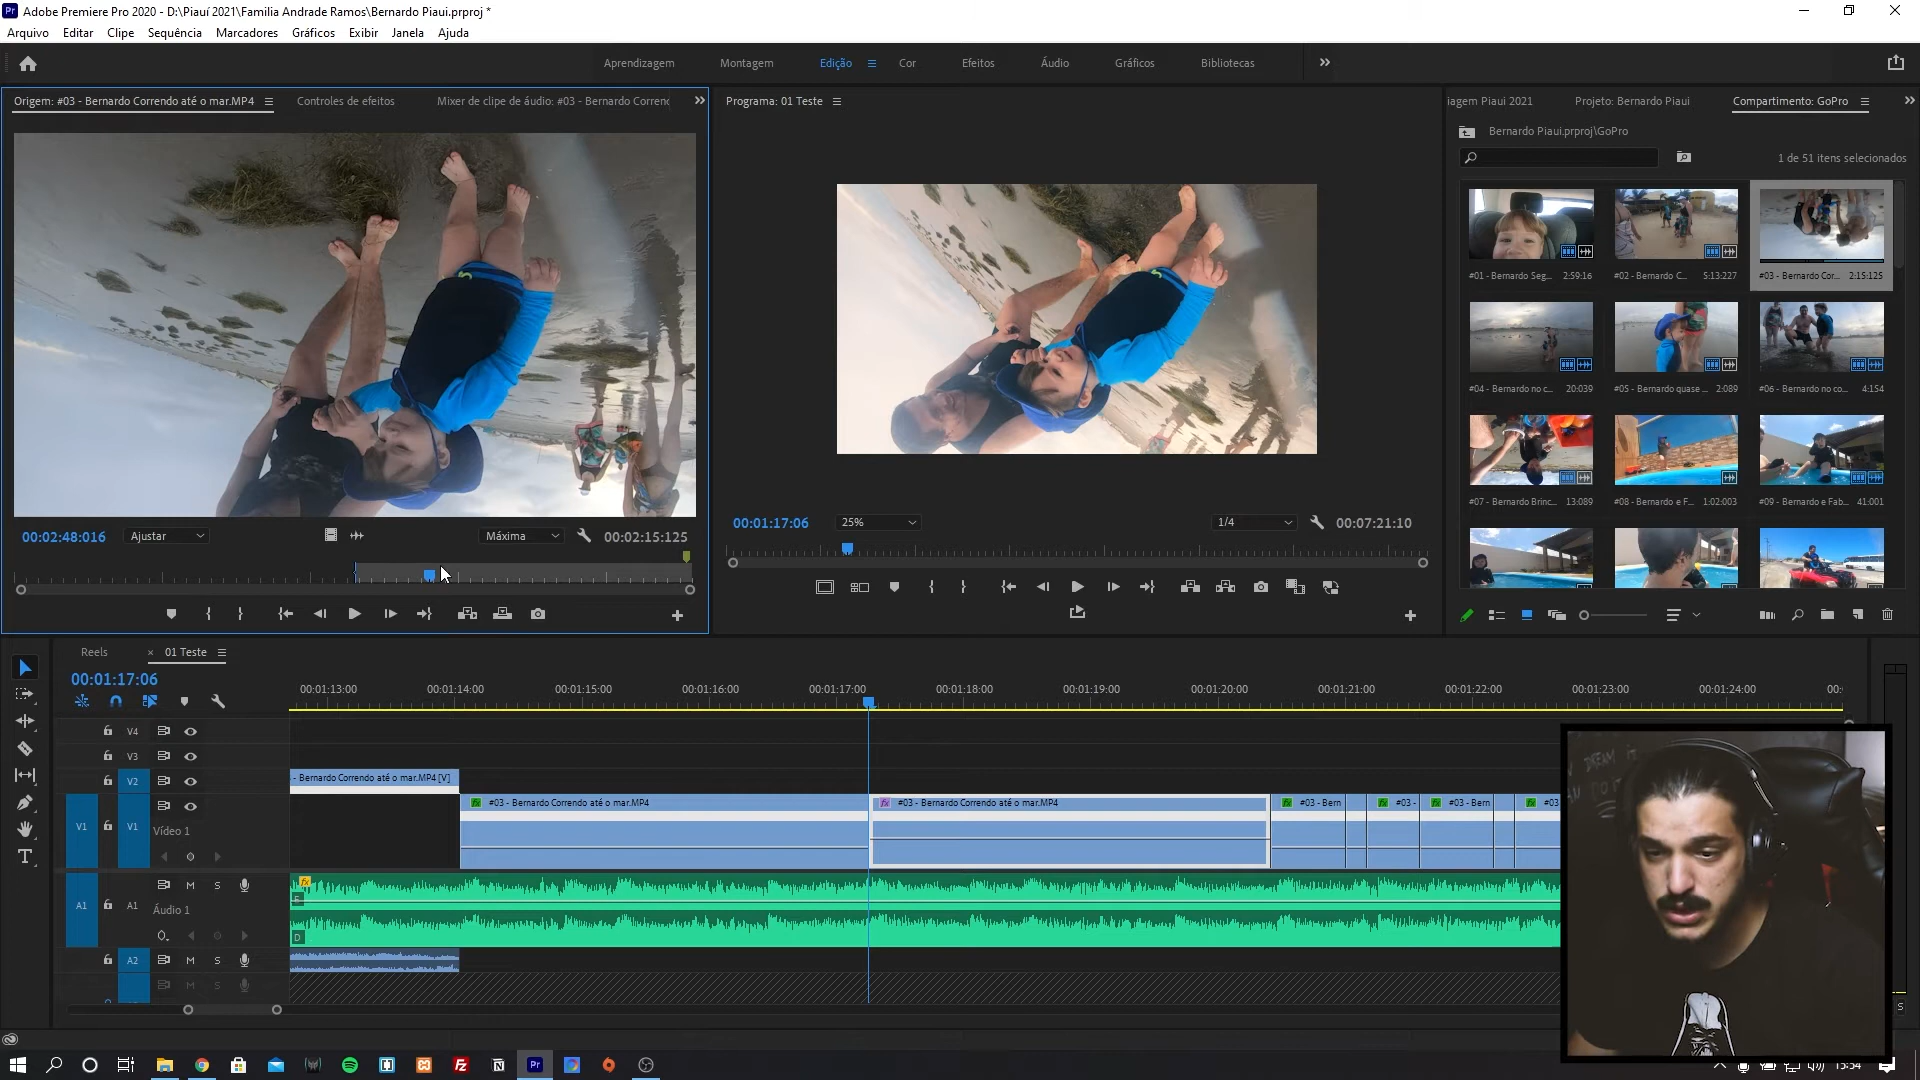 Adobe Premiere Pro 2020 - D:\Piauí 2021\Familia Andrade Ramos\Bernardo Piaui.prproj *
Arquivo Editar Clipe Sequência Marcadores Gráficos Exibir Janela Ajuda
Aprendizagem Montagem Edição Cor Efeitos Áudio Gráficos Bibliotecas
Origem: #03 - Bernardo Correndo até o mar.MP4 Controles de efeitos Mixer de clipe de áudio: #03 - Bernardo Corrend
Programa: 01 Teste
iagem Piaui 2021 Projeto: Bernardo Piaui Compartimento: GoPro
Bernardo Piaui.prproj\GoPro
1 de 51 itens selecionados
#01 - Bernardo Seg... 2:59:16 #02 - Bernardo C... 5:13:227 #03 - Bernardo Cor... 2:15:125
#04 - Bernardo no c... 20:039 #05 - Bernardo quase ... 2:089 #06 - Bernardo no co... 4:154
#07 - Bernardo Brinc... 13:089 #08 - Bernardo e F... 1:02:003 #09 - Bernardo e Fab... 41:001
00:02:48:016 Ajustar Máxima 00:02:15:125
00:01:17:06 25% 1/4 00:07:21:10
Reels 01 Teste
00:01:17:06
00:01:13:00 00:01:14:00 00:01:15:00 00:01:16:00 00:01:17:00 00:01:18:00 00:01:19:00 00:01:20:00 00:01:21:00 00:01:22:00 00:01:23:00 00:01:24:00 00:
V4
V3
V2 - Bernardo Correndo até o mar.MP4 [V]
#03 - Bernardo Correndo até o mar.MP4 #03 - Bernardo Correndo até o mar.MP4 #03 - Bern #03 - #03 - Bern #03
V1 V1 Vídeo 1
A1 A1 M S
Áudio 1
E
D
A2 M S
M S
S
15:54